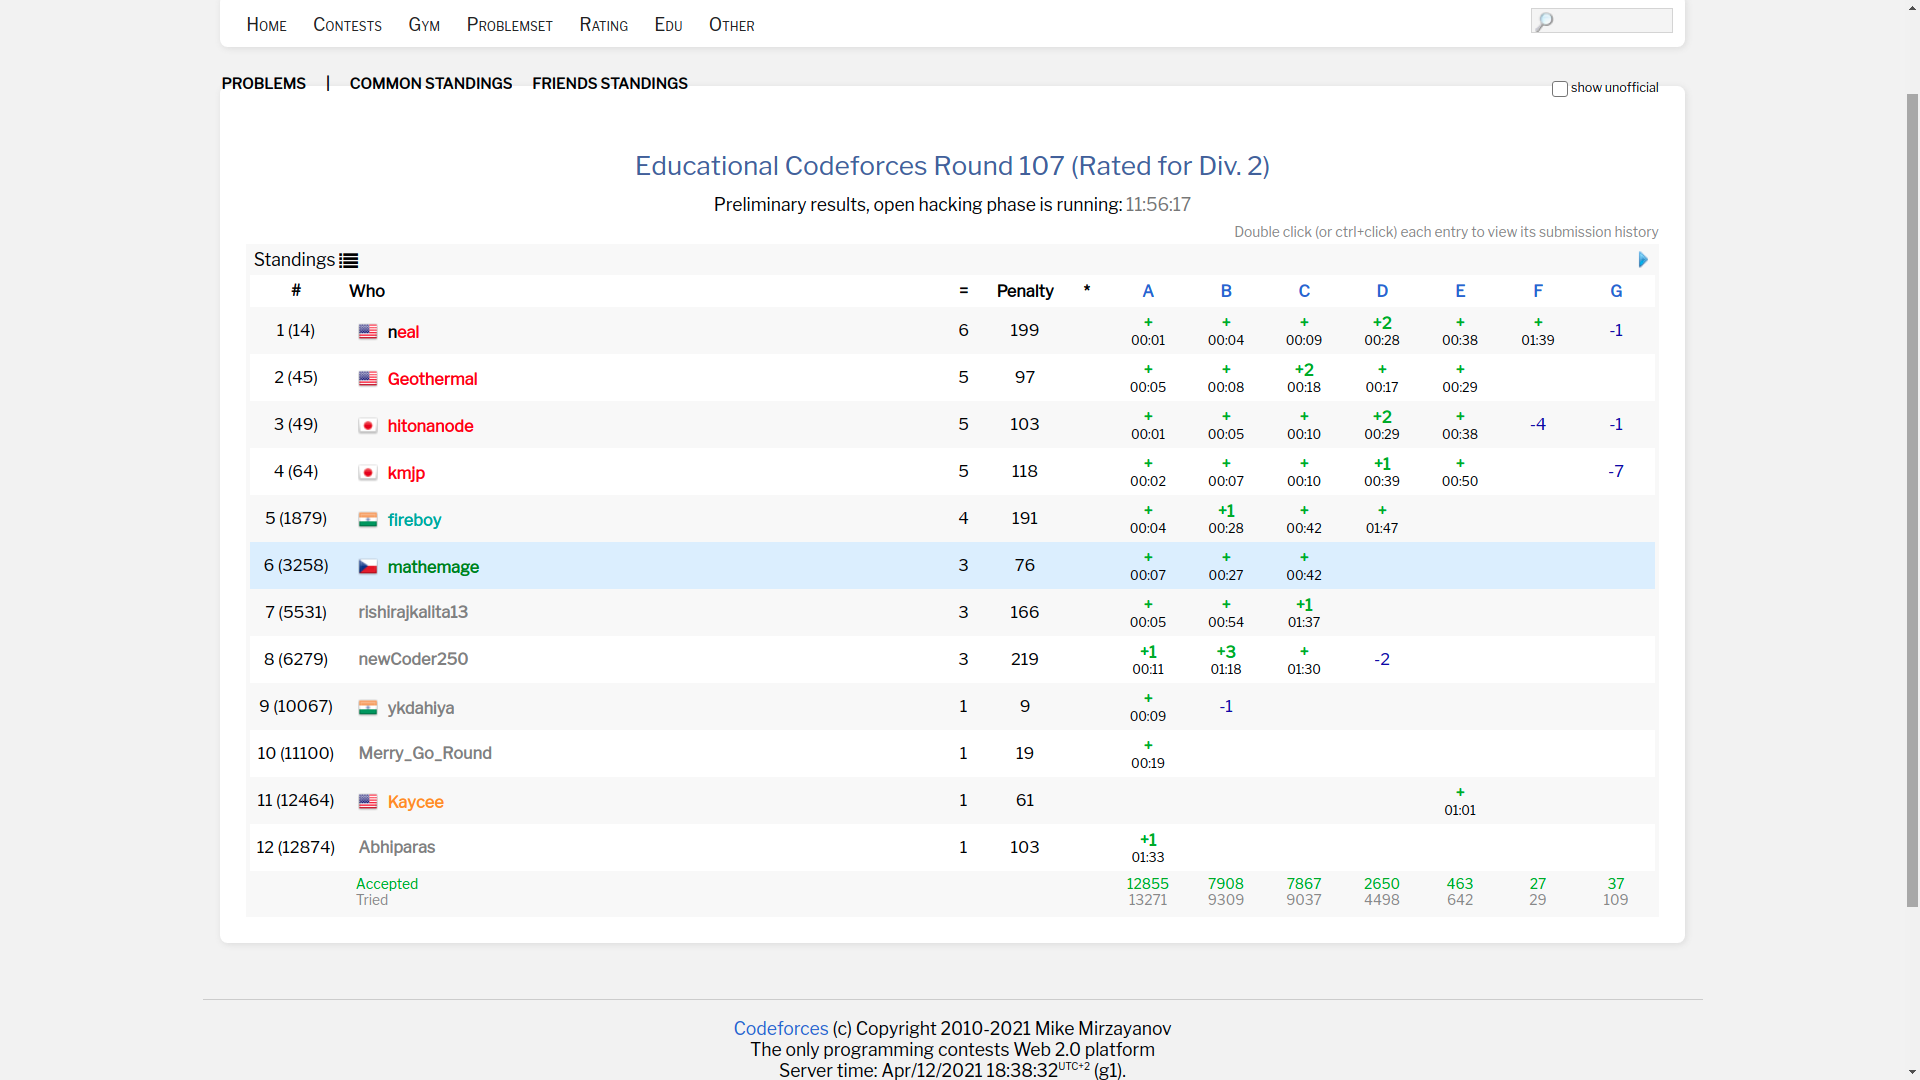 Home Contests Gym Problemset Rating Edu Other
PROBLEMS | COMMON STANDINGS FRIENDS STANDINGS
show unofficial
Educational Codeforces Round 107 (Rated for Div. 2)
Preliminary results, open hacking phase is running: 11:56:17
Double click (or ctrl+click) each entry to view its submission history
Standings
# Who = Penalty * A B C D E F G
1 (14) neal 6 199 + + + +2 + + -1
00:01 00:04 00:09 00:28 00:38 01:39
2 (45) Geothermal 5 97 + + +2 + +
00:05 00:08 00:18 00:17 00:29
3 (49) hitonanode 5 103 + + + +2 + -4 -1
00:01 00:05 00:10 00:29 00:38
4 (64) kmjp 5 118 + + + +1 + -7
00:02 00:07 00:10 00:39 00:50
5 (1879) fireboy 4 191 + +1 + +
00:04 00:28 00:42 01:47
6 (3258) mathemage 3 76 + + +
00:07 00:27 00:42
7 (5531) rishirajkalita13 3 166 + + +1
00:05 00:54 01:37
8 (6279) newCoder250 3 219 +1 +3 + -2
00:11 01:18 01:30
9 (10067) ykdahiya 1 9 + -1
00:09
10 (11100) Merry_Go_Round 1 19 +
00:19
11 (12464) Kaycee 1 61 +
01:01
12 (12874) Abhiparas 1 103 +1
01:33
Accepted 12855 7908 7867 2650 463 27 37
Tried 13271 9309 9037 4498 642 29 109
Codeforces (c) Copyright 2010-2021 Mike Mirzayanov
The only programming contests Web 2.0 platform
Server time: Apr/12/2021 18:38:32UTC+2 (g1).